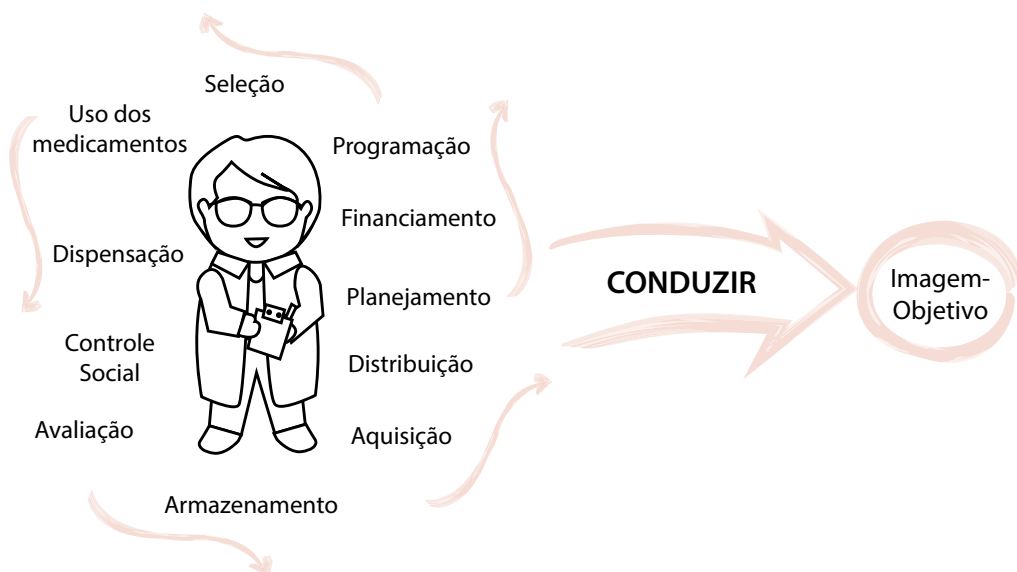 Seleção
Uso dos
medicamentos
Programação
Financiamento
Dispensação
Planejamento
Controle
Social
Distribuição
Avaliação
Aquisição
Armazenamento
CONDUZIR
Imagem-
Objetivo